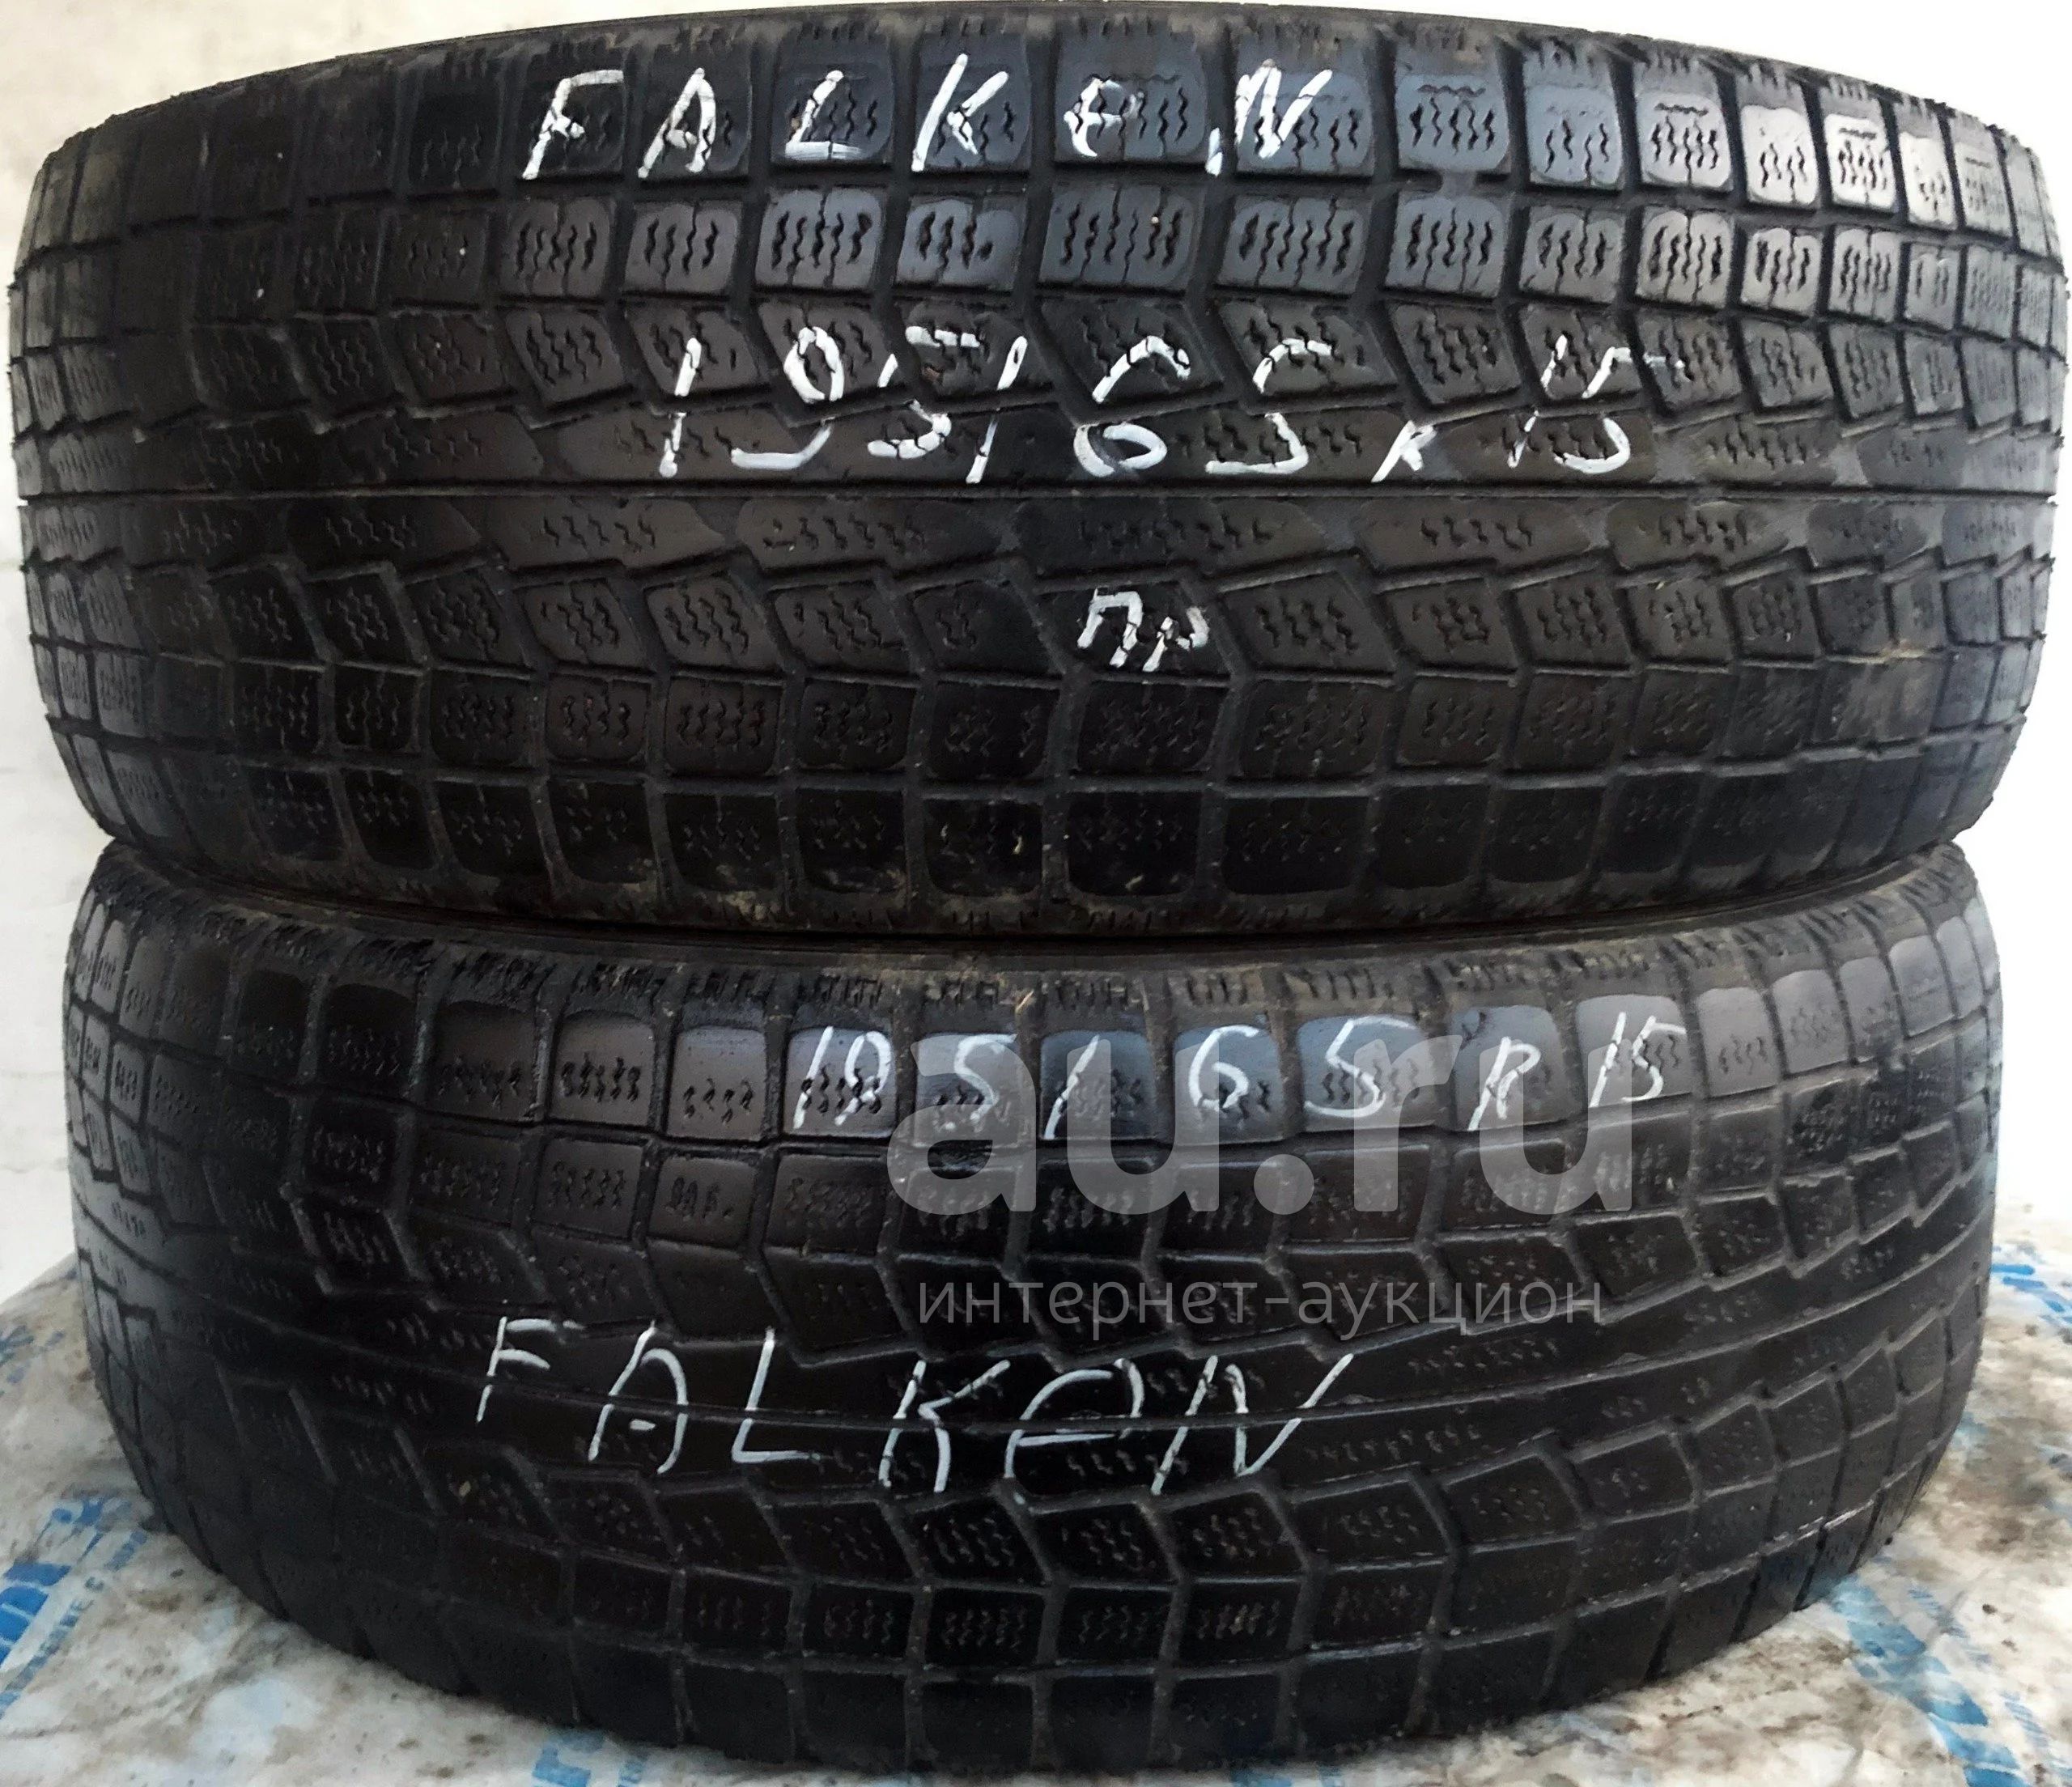 FALKeN
195/65R15
пр
195/65R15
au.ru
интернет-аукцион
FALKeN